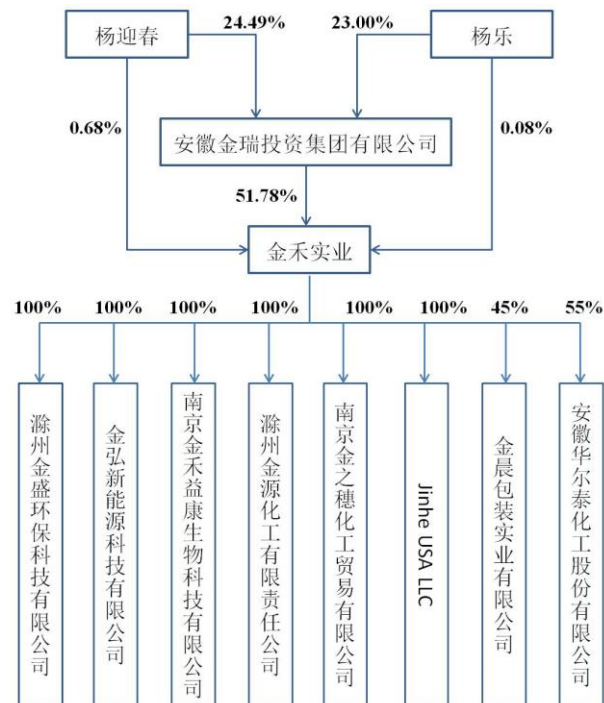 24.49%
23.00%
杨迎春
杨乐
0.68%
0.08%
安徽金瑞投资集团有限公司
51.78%
金禾实业
100%
100%
100%
100%
100%
100%
45%
55%
滁州金盛环保科技有限公司
金弘新能源科技有限公司
南京金禾益康生物科技有限公司
滁州金源化工有限责任公司
南京金之穗化工贸易有限公司
Jinhe USA LLC
金晨包装实业有限公司
安徽华尔泰化工股份有限公司